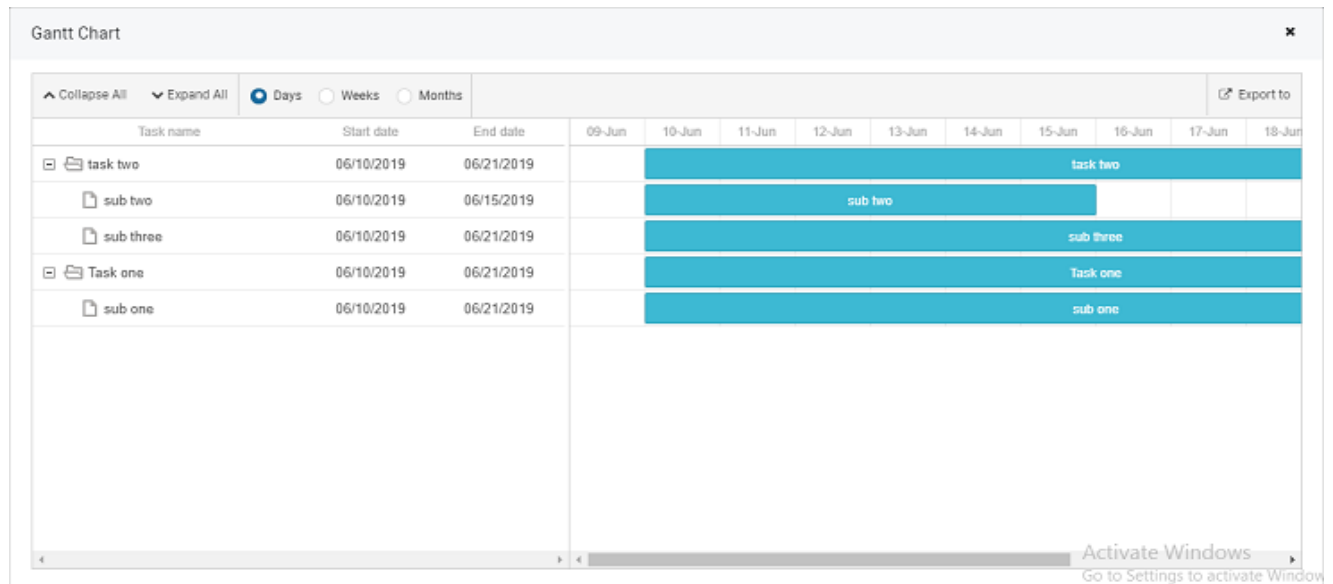 Gantt Chart
Collapse All Expand All Days Weeks Months Export to
Task name Start date End date 09-Jun 10-Jun 11-Jun 12-Jun 13-Jun 14-Jun 15-Jun 16-Jun 17-Jun 18-Jun
task two 06/10/2019 06/21/2019 task two
sub two 06/10/2019 06/15/2019 sub two
sub three 06/10/2019 06/21/2019 sub three
Task one 06/10/2019 06/21/2019 Task one
sub one 06/10/2019 06/21/2019 sub one
Activate Windows
Go to Settings to activate Window